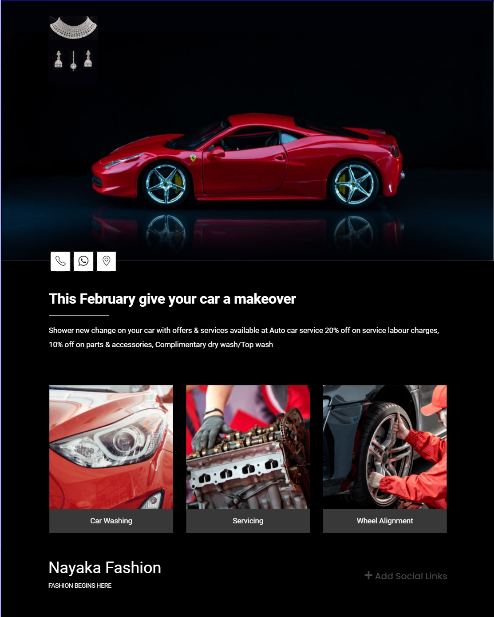 This February give your car a makeover
Shower new change on your car with offers & services available at Auto car service 20% off on service labour charges,
10% off on parts & accessories, Complimentary dry wash/Top wash
Car Washing
Servicing
Wheel Alignment
Nayaka Fashion
FASHION BEGINS HERE
+ Add Social Links